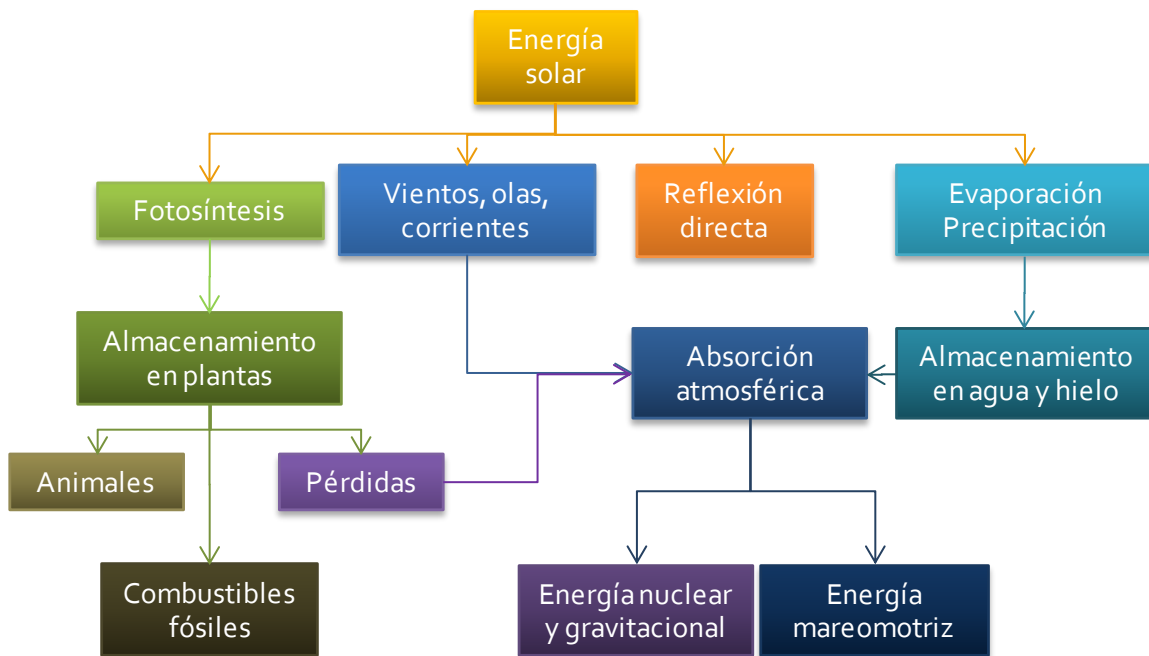 Energía
solar
Fotosíntesis
Vientos, olas,
corrientes
Reflexión
directa
Evaporación
Precipitación
Almacenamiento
en plantas
Absorción
atmosférica
Almacenamiento
en agua y hielo
Animales
Pérdidas
Combustibles
fósiles
Energía nuclear
y gravitacional
Energía
mareomotriz